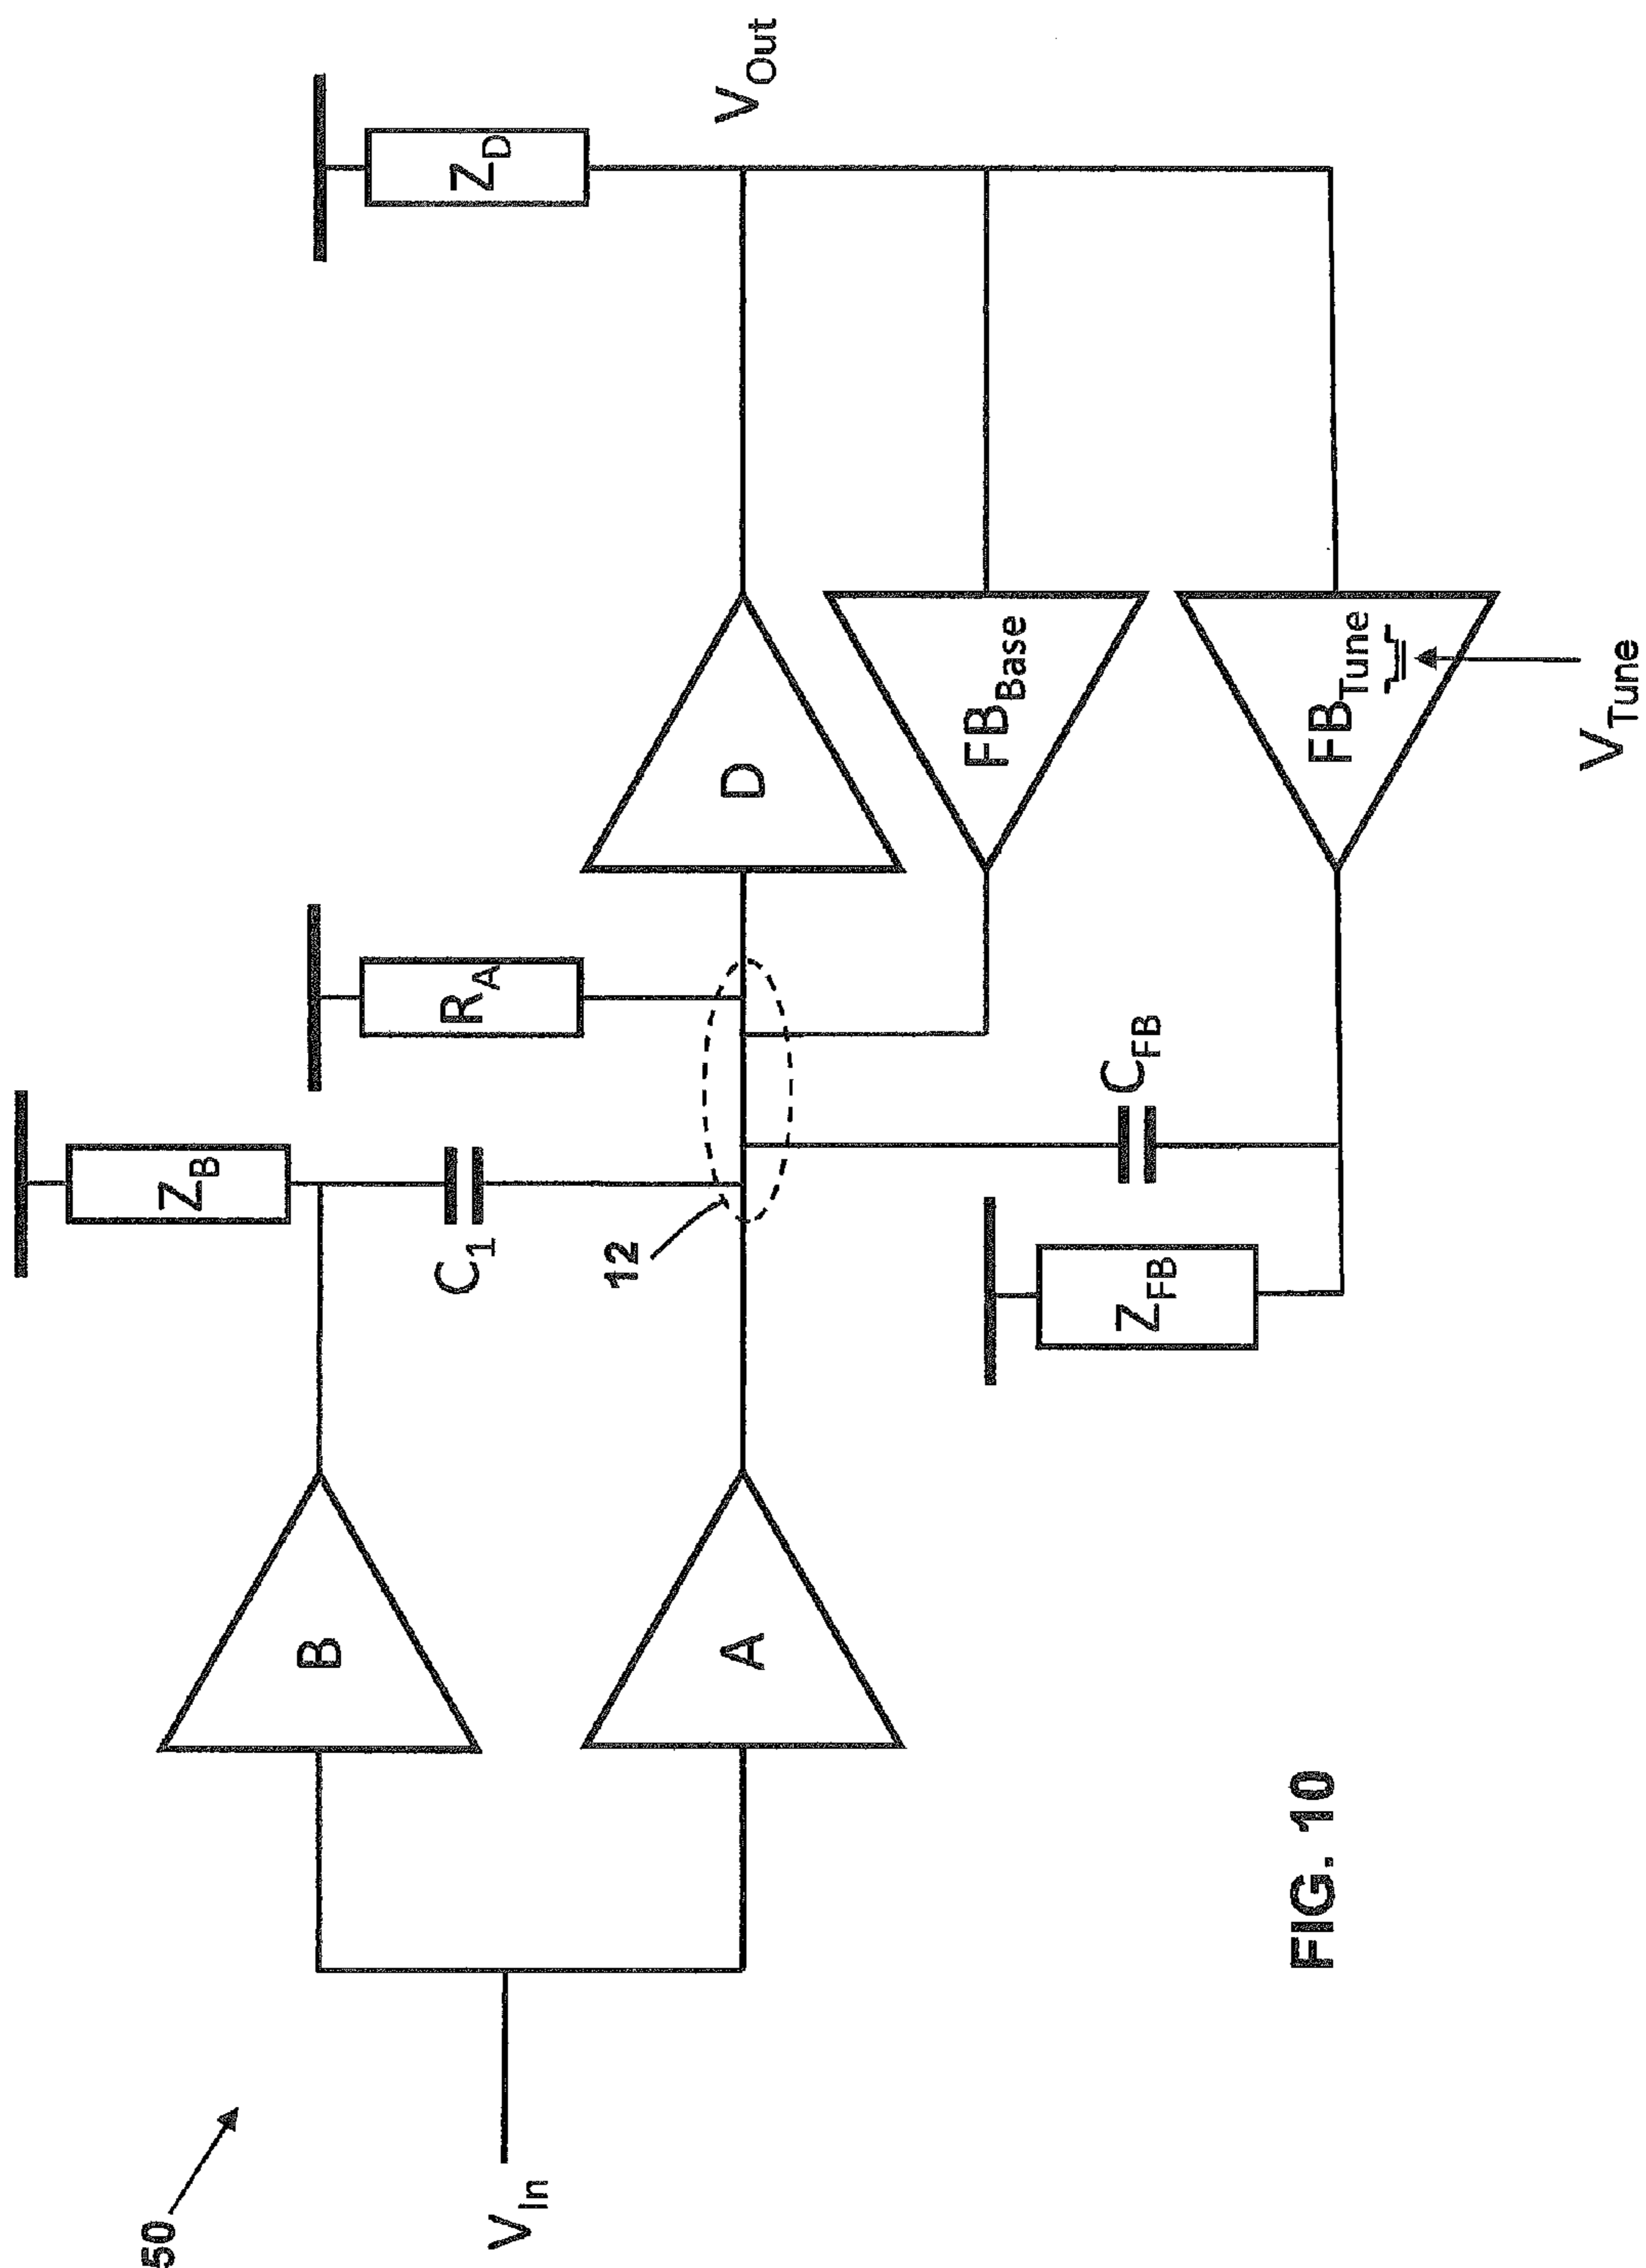 50
V_In
B
A
Z_B
C_1
12
R_A
D
Z_D
V_Out
FB_Base
FB_Tune
V_Tune
C_FB
Z_FB
FIG. 10